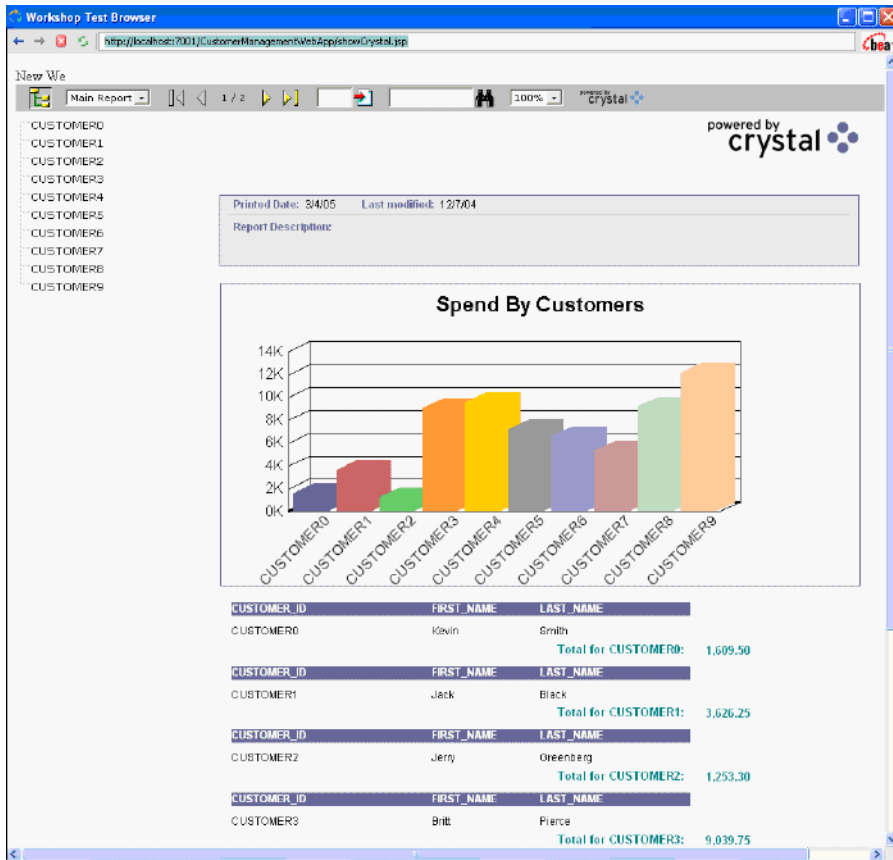 Workshop Test Browser
http://localhost:7001/CustomerManagementWebApp/showCrystal.jsp
bea
New We
Main Report
1 / 2
100%
powered by crystal
CUSTOMER0
CUSTOMER1
CUSTOMER2
CUSTOMER3
CUSTOMER4
CUSTOMER5
CUSTOMER6
CUSTOMER7
CUSTOMER8
CUSTOMER9
powered by
crystal
Printed Date: 3/4/05 Last modified: 12/7/04
Report Description:
Spend By Customers
14K
12K
10K
8K
6K
4K
2K
0K
CUSTOMER0
CUSTOMER1
CUSTOMER2
CUSTOMER3
CUSTOMER4
CUSTOMER5
CUSTOMER6
CUSTOMER7
CUSTOMER8
CUSTOMER9
CUSTOMER_ID FIRST_NAME LAST_NAME
CUSTOMER0 Kevin Smith
Total for CUSTOMER0: 1,609.50
CUSTOMER_ID FIRST_NAME LAST_NAME
CUSTOMER1 Jack Black
Total for CUSTOMER1: 3,626.25
CUSTOMER_ID FIRST_NAME LAST_NAME
CUSTOMER2 Jerry Greenberg
Total for CUSTOMER2: 1,253.30
CUSTOMER_ID FIRST_NAME LAST_NAME
CUSTOMER3 Britt Pierce
Total for CUSTOMER3: 9,039.75